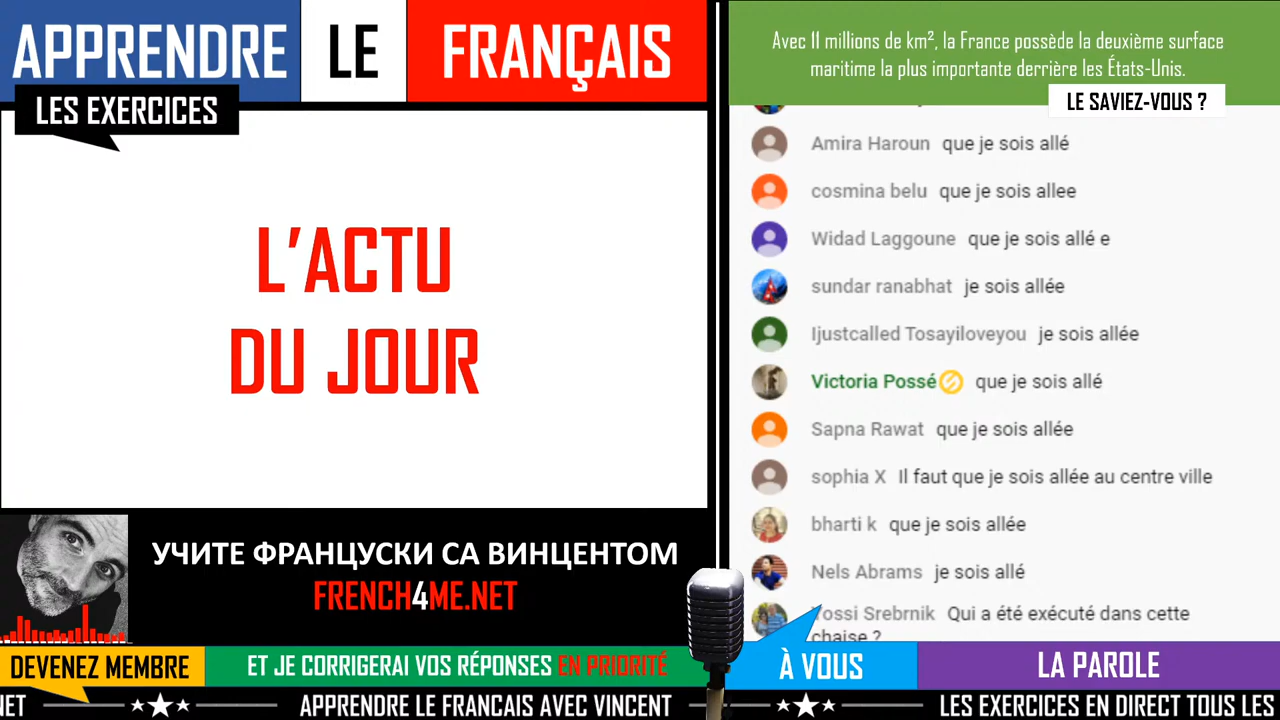 APPRENDRE LE FRANÇAIS
LES EXERCICES
L'ACTU
DU JOUR
УЧИТЕ ФРАНЦУСКИ СА ВИНЦЕНТОМ
FRENCH4ME.NET
DEVENEZ MEMBRE
ET JE CORRIGERAI VOS RÉPONSES EN PRIORITÉ
Avec 11 millions de km², la France possède la deuxième surface
maritime la plus importante derrière les États-Unis.
LE SAVIEZ-VOUS ?
Amira Haroun que je sois allé
cosmina belu que je sois allee
Widad Laggoune que je sois allé e
sundar ranabhat je sois allée
Ijustcalled Tosayiloveyou je sois allée
Victoria Possé que je sois allé
Sapna Rawat que je sois allée
sophia X Il faut que je sois allée au centre ville
bharti k que je sois allée
Nels Abrams je sois allé
Srebrnik Qui a été exécuté dans cette
chaise ?
À VOUS
LA PAROLE
NET APPRENDRE LE FRANCAIS AVEC VINCENT LES EXERCICES EN DIRECT TOUS LES